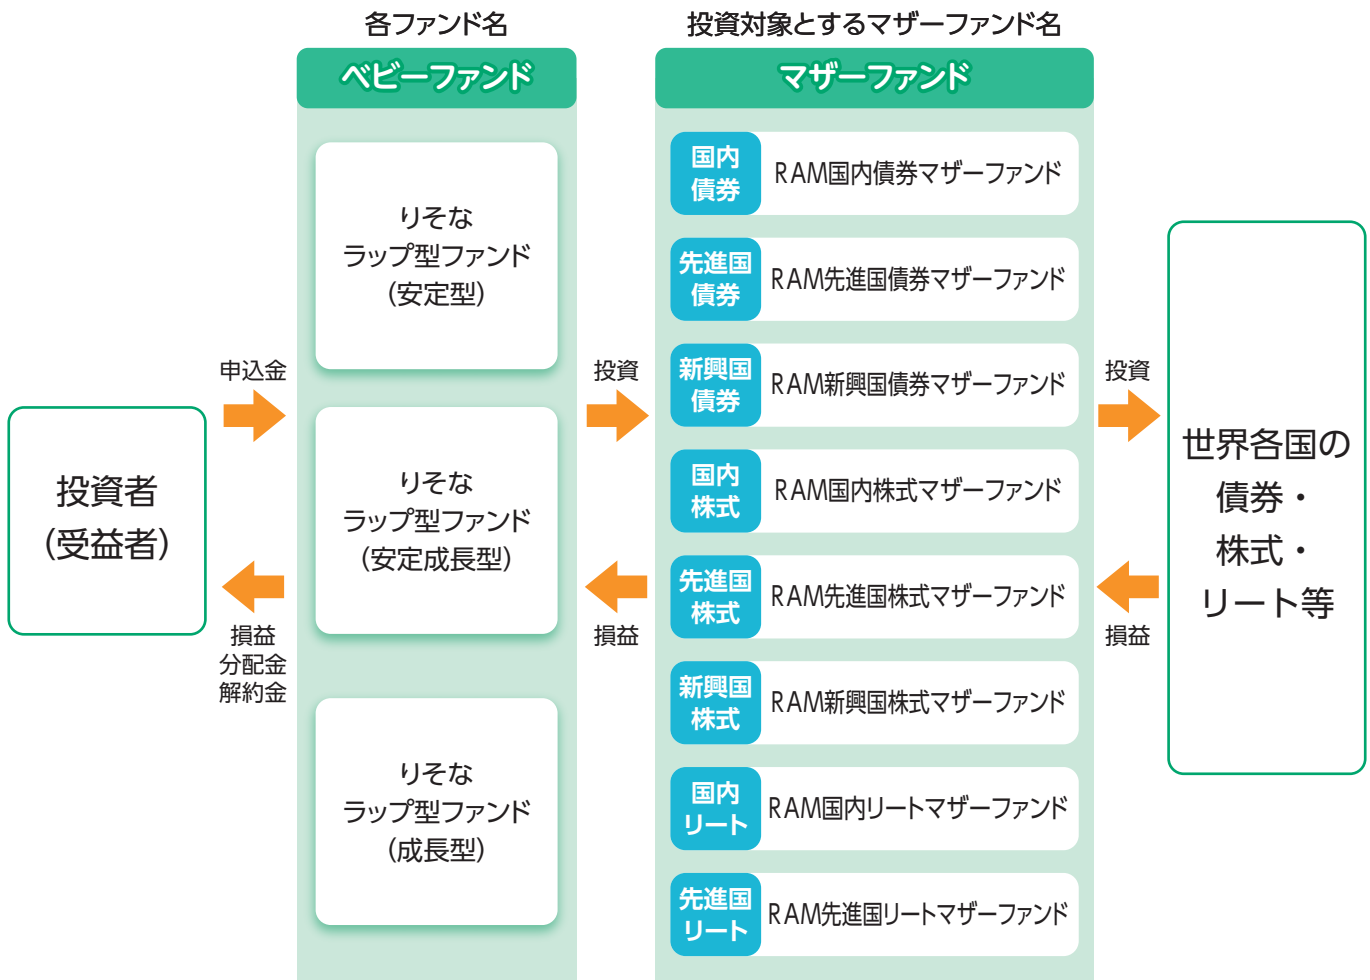 各ファンド名
ベビーファンド
りそな
ラップ型ファンド
(安定型)
りそな
ラップ型ファンド
(安定成長型)
りそな
ラップ型ファンド
(成長型)
投資対象とするマザーファンド名
マザーファンド
国内
債券
RAM国内債券マザーファンド
先進国
債券
RAM先進国債券マザーファンド
新興国
債券
RAM新興国債券マザーファンド
国内
株式
RAM国内株式マザーファンド
先進国
株式
RAM先進国株式マザーファンド
新興国
株式
RAM新興国株式マザーファンド
国内
リート
RAM国内リートマザーファンド
先進国
リート
RAM先進国リートマザーファンド
投資者
(受益者)
申込金
損益
分配金
解約金
投資
損益
投資
損益
世界各国の
債券・
株式・
リート等